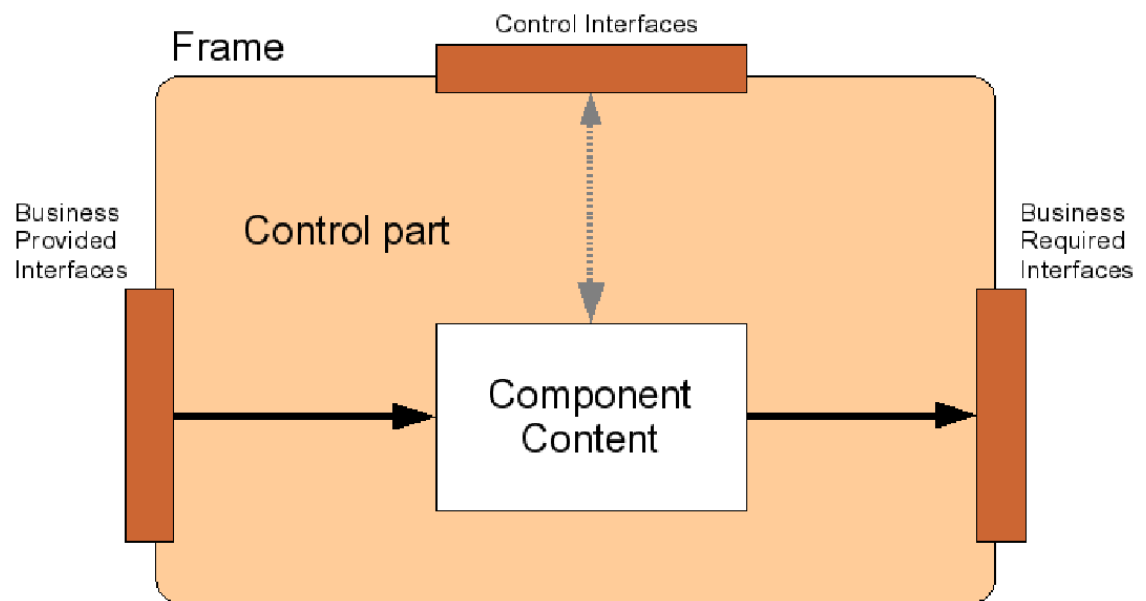 Control Interfaces
Frame
Business
Provided
Interfaces
Control part
Business
Required
Interfaces
Component
Content